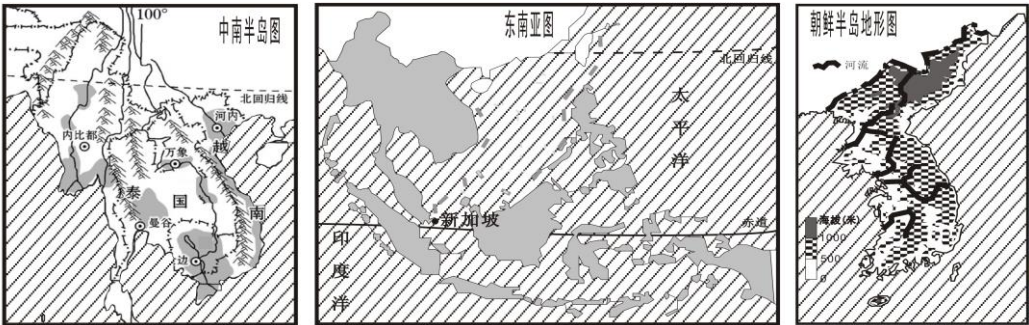 100°
中南半岛图
北回归线
河内
越
内比都
万象
泰
国
南
曼谷
边
东南亚图
北回归线
太平洋
新加坡
赤道
印度洋
朝鲜半岛地形图
河流
海拔(米)
1000
500
0